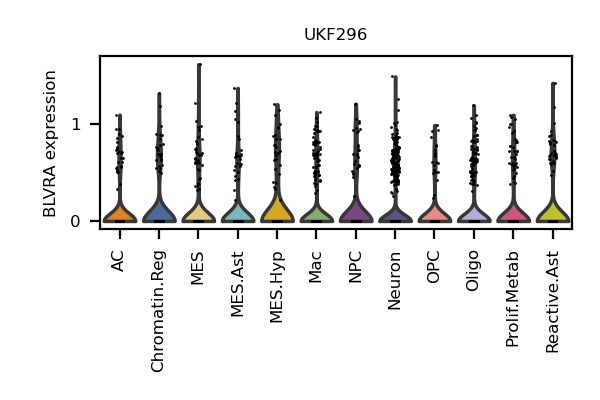 UKF296
BLVRA expression
1
0
AC
Chromatin.Reg
MES
MES.Ast
MES.Hyp
Mac
NPC
Neuron
OPC
Oligo
Prolif.Metab
Reactive.Ast